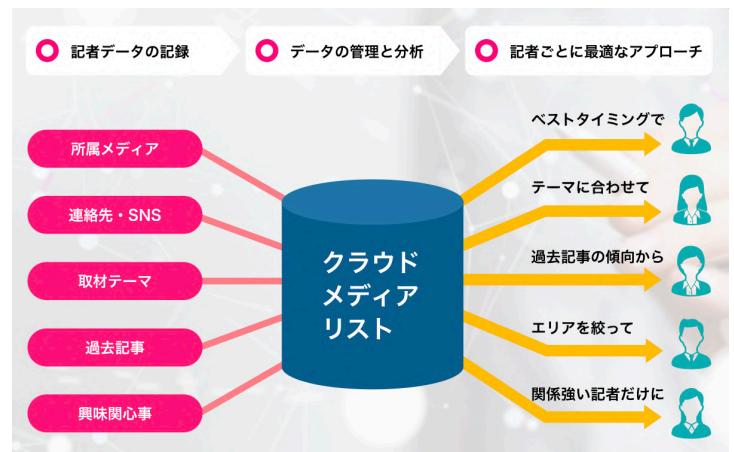 記者データの記録
データの管理と分析
記者ごとに最適なアプローチ
所属メディア
連絡先・SNS
取材テーマ
過去記事
興味関心事
クラウド
メディア
リスト
ベストタイミングで
テーマに合わせて
過去記事の傾向から
エリアを絞って
関係強い記者だけに